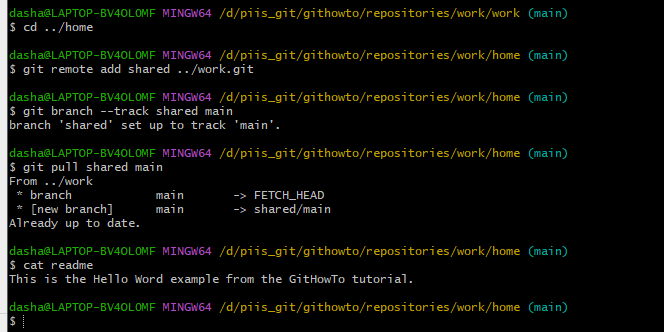 dasha@LAPTOP-BV4OLOMF MINGW64 /d/piis_git/githowto/repositories/work/work (main)
$ cd ../home
dasha@LAPTOP-BV4OLOMF MINGW64 /d/piis_git/githowto/repositories/work/home (main)
$ git remote add shared ../work.git
dasha@LAPTOP-BV4OLOMF MINGW64 /d/piis_git/githowto/repositories/work/home (main)
$ git branch --track shared main
branch 'shared' set up to track 'main'.
dasha@LAPTOP-BV4OLOMF MINGW64 /d/piis_git/githowto/repositories/work/home (main)
$ git pull shared main
From ../work
 * branch            main       -> FETCH_HEAD
 * [new branch]      main       -> shared/main
Already up to date.
dasha@LAPTOP-BV4OLOMF MINGW64 /d/piis_git/githowto/repositories/work/home (main)
$ cat readme
This is the Hello Word example from the GitHowTo tutorial.
dasha@LAPTOP-BV4OLOMF MINGW64 /d/piis_git/githowto/repositories/work/home (main)
$